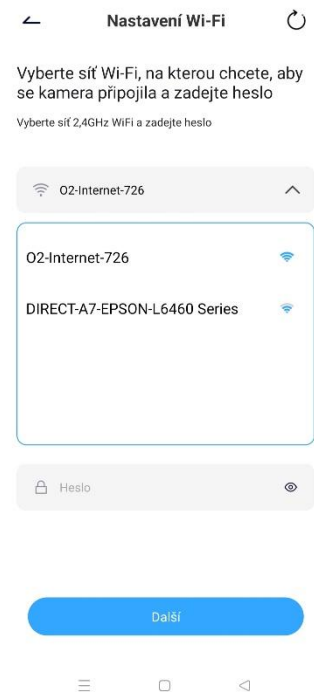 Nastavení Wi-Fi
Vyberte síť Wi-Fi, na kterou chcete, aby
se kamera připojila a zadejte heslo
Vyberte síť 2,4GHz WiFi a zadejte heslo
O2-Internet-726
O2-Internet-726
DIRECT-A7-EPSON-L6460 Series
Heslo
Další